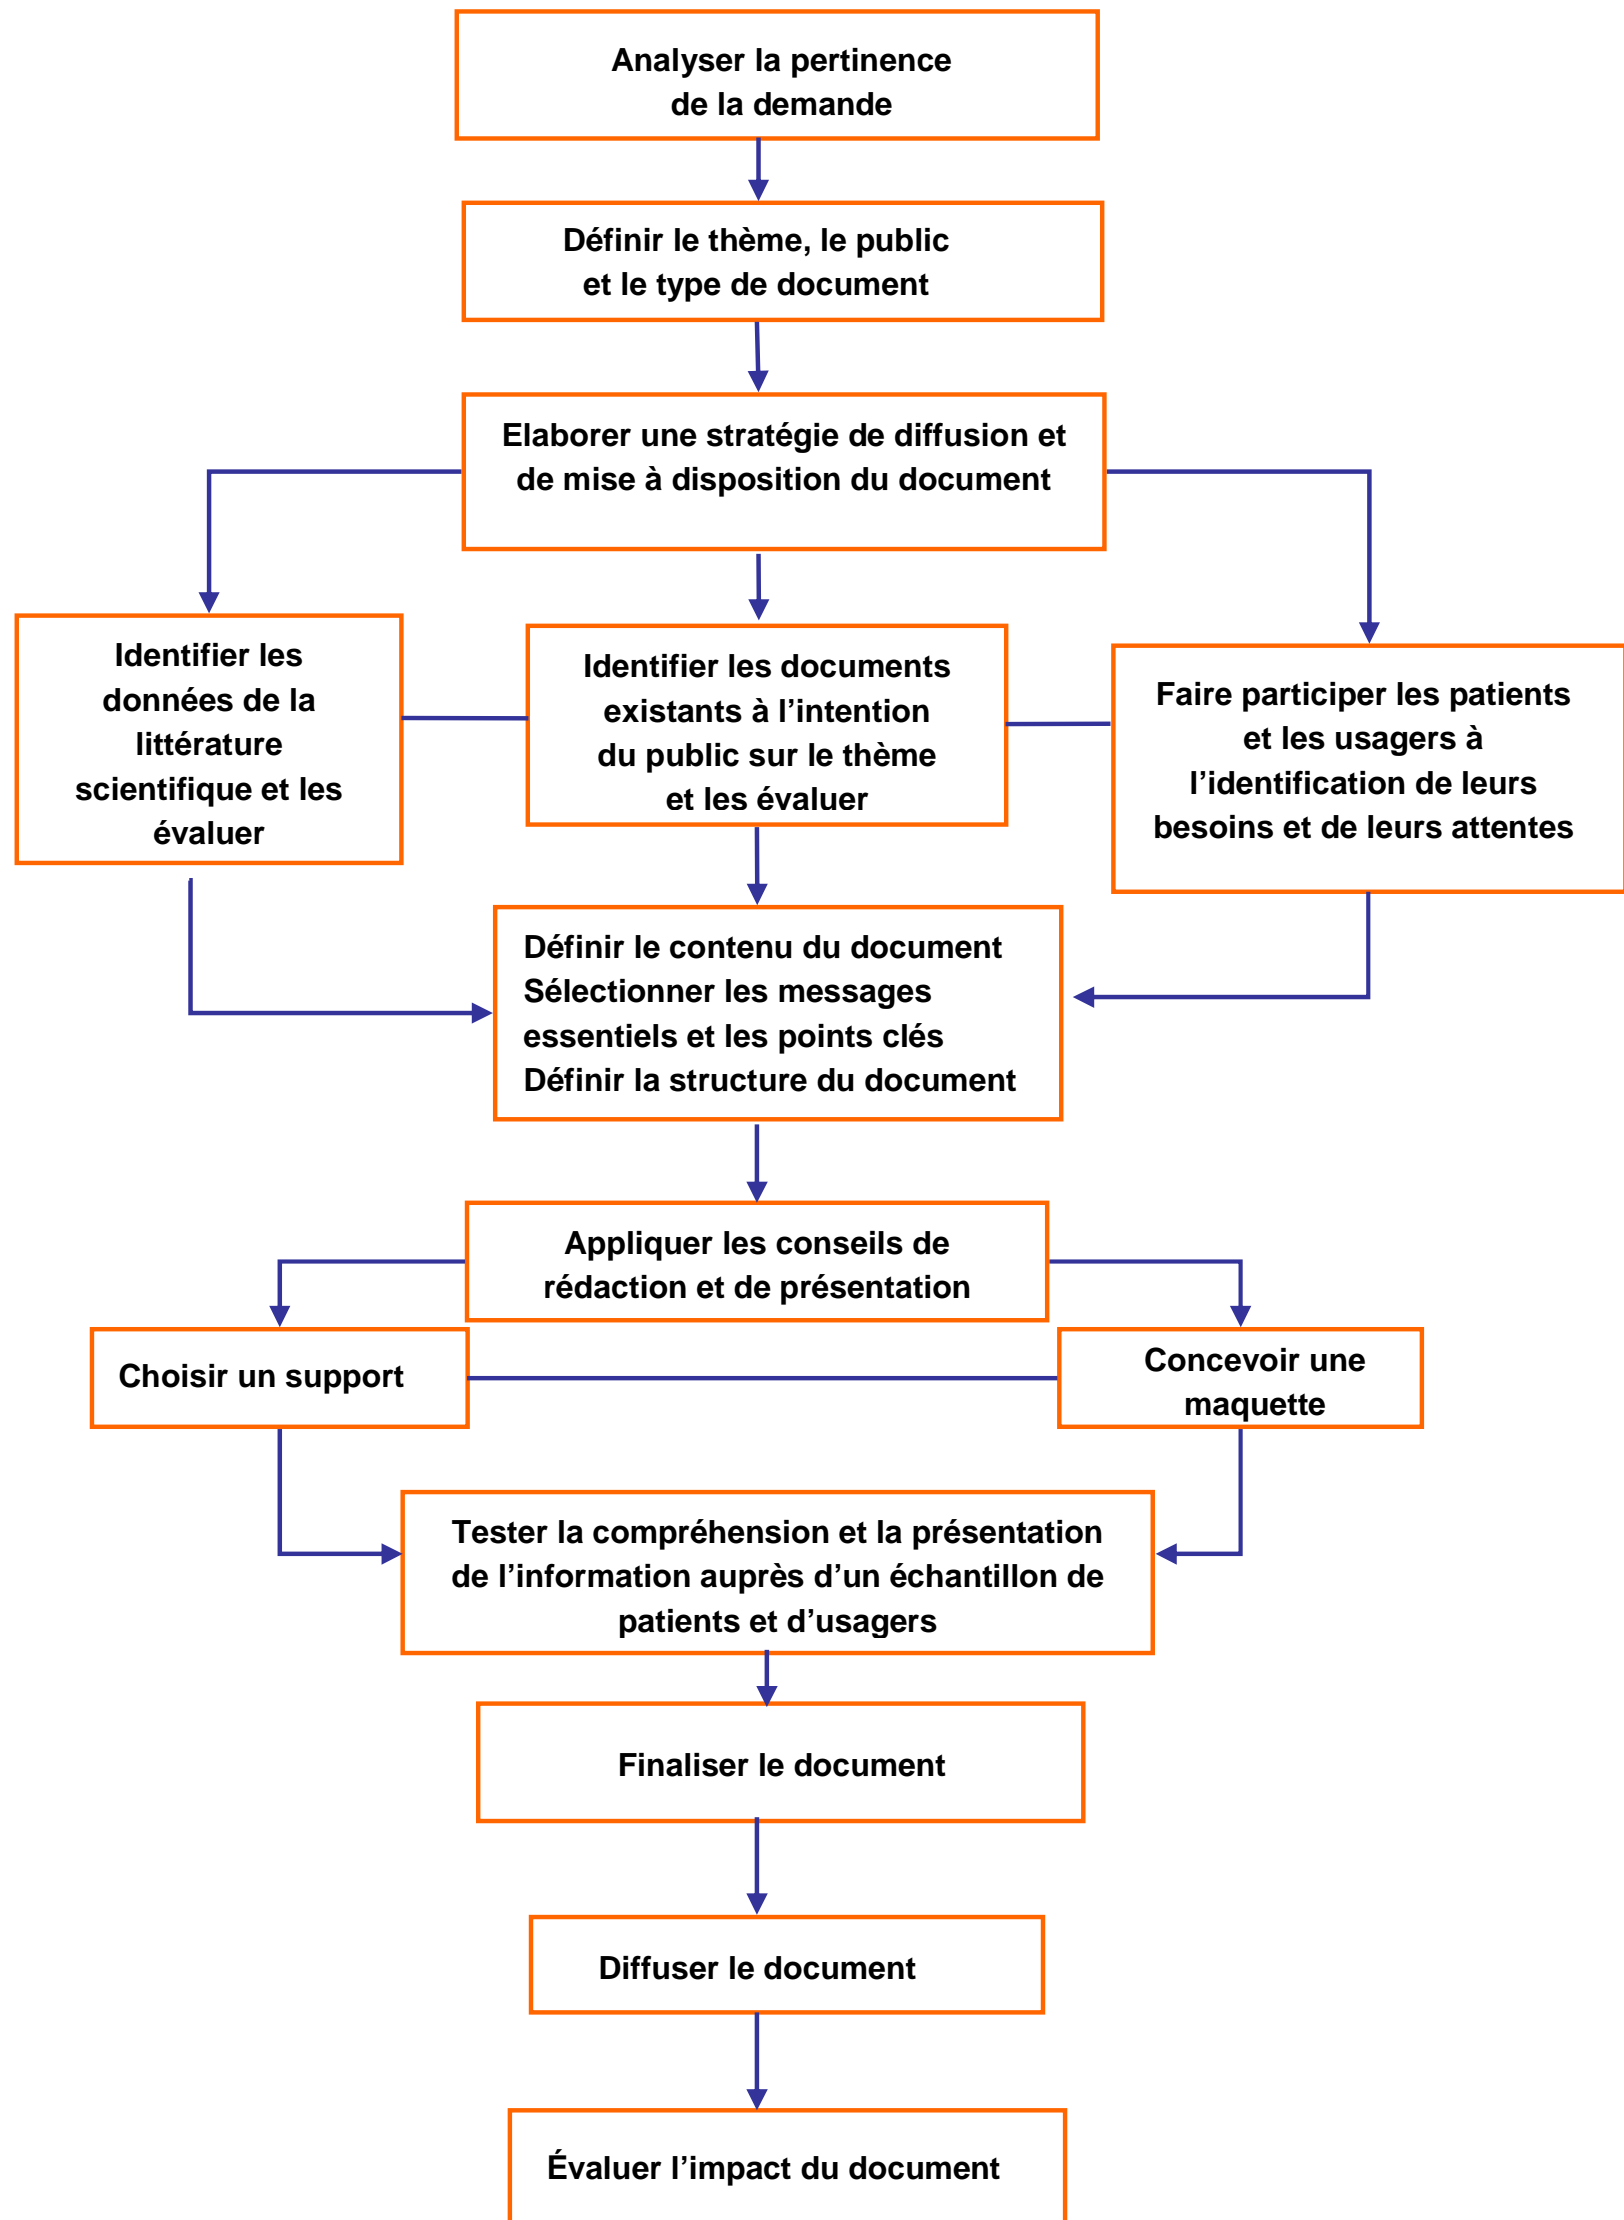 Analyser la pertinence
de la demande
Définir le thème, le public
et le type de document
Elaborer une stratégie de diffusion et
de mise à disposition du document
Identifier les
données de la
littérature
scientifique et les
évaluer
Identifier les documents
existants à l’intention
du public sur le thème
et les évaluer
Faire participer les patients
et les usagers à
l’identification de leurs
besoins et de leurs attentes
Définir le contenu du document
Sélectionner les messages
essentiels et les points clés
Définir la structure du document
Appliquer les conseils de
rédaction et de présentation
Choisir un support
Concevoir une
maquette
Tester la compréhension et la présentation
de l’information auprès d’un échantillon de
patients et d’usagers
Finaliser le document
Diffuser le document
Évaluer l’impact du document